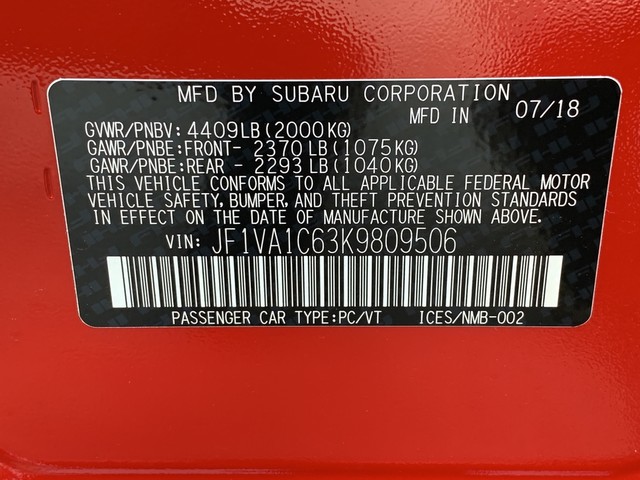 MFD BY SUBARU CORPORATION
MFD IN 07/18
GVWR/PNBV: 4409LB (2000KG)
GAWR/PNBE:FRONT- 2370LB (1075KG)
GAWR/PNBE:REAR - 2293LB (1040KG)
THIS VEHICLE CONFORMS TO ALL APPLICABLE FEDERAL MOTOR
VEHICLE SAFETY, BUMPER, AND THEFT PREVENTION STANDARDS
IN EFFECT ON THE DATE OF MANUFACTURE SHOWN ABOVE.
VIN: JF1VA1C63K9809506
PASSENGER CAR TYPE:PC/VT ICES/NMB-002